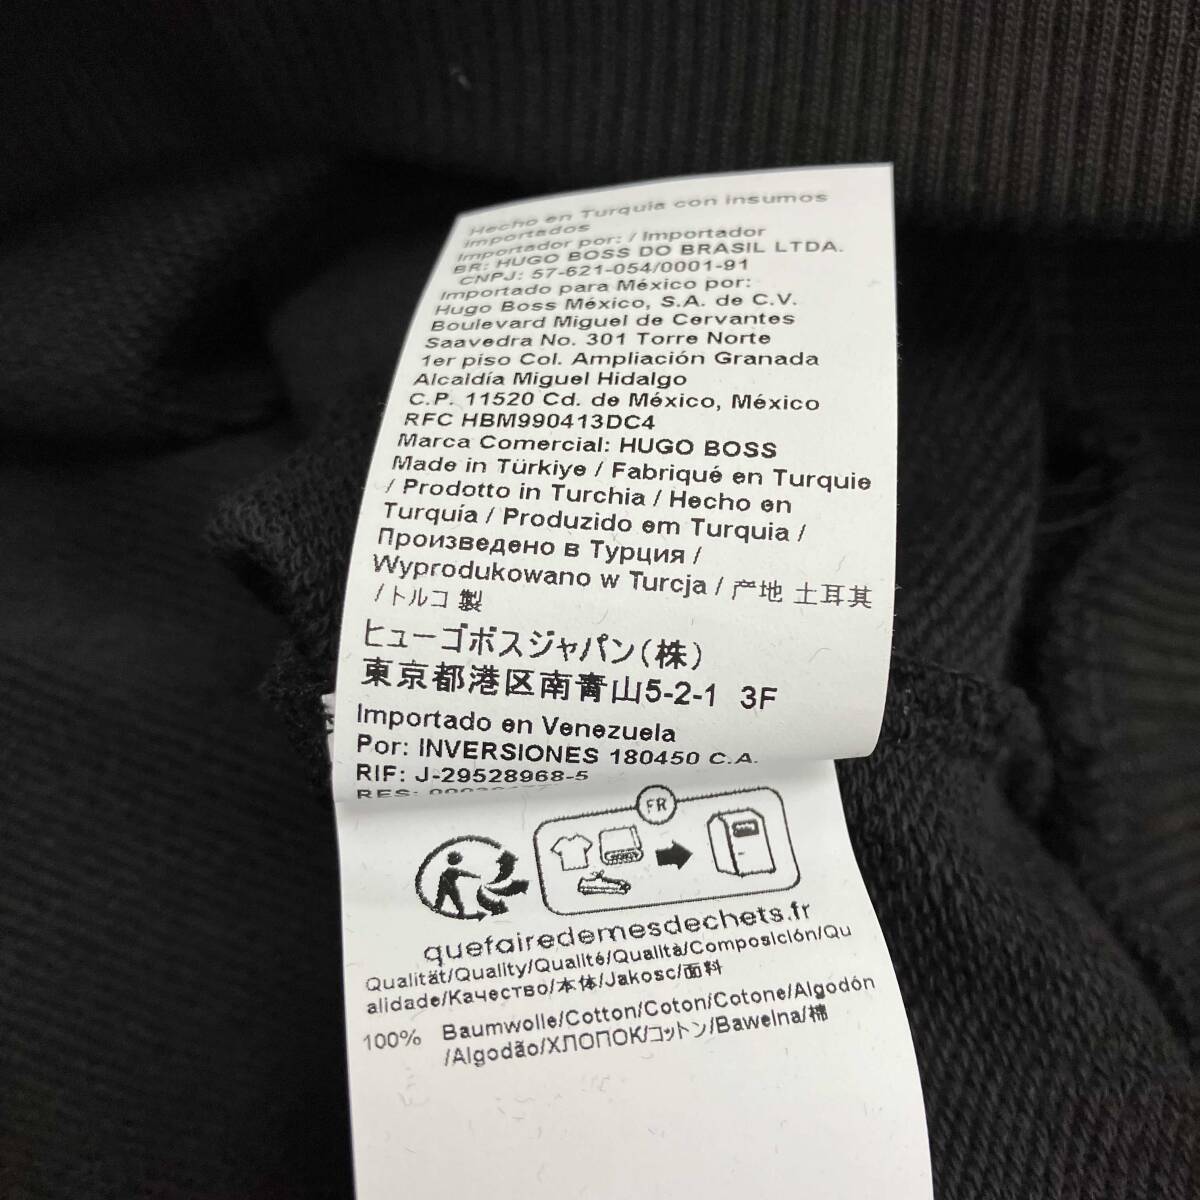 Hecho en Turquia con insumos
importados
Importador por: / Importador
BR: HUGO BOSS DO BRASIL LTDA.
CNPJ: 57-621-054/0001-91
Importado para México por:
Hugo Boss México, S.A. de C.V.
Boulevard Miguel de Cervantes
Saavedra No. 301 Torre Norte
1er piso Col. Ampliación Granada
Alcaldía Miguel Hidalgo
C.P. 11520 Cd. de México, México
RFC HBM990413DC4
Marca Comercial: HUGO BOSS
Made in Türkiye / Fabriqué en Turquie
/ Prodotto in Turchia / Hecho en
Turquía / Produzido em Turquia /
Произведено в Турция /
Wyprodukowano w Turcja / 产地 土耳其
/トルコ 製
ヒューゴボスジャパン(株)
東京都港区南青山5-2-1 3F
Importado en Venezuela
Por: INVERSIONES 180450 C.A.
RIF: J-29528968-5
RES:
FR
quefairedemesdechets.fr
Qualität/Quality/Qualité/Qualità/Composición/Qu
alidade/Качество/本体/Jakosc/面料
100% Baumwolle/Cotton/Coton/Cotone/Algodón
/Algodão/ХЛОПОК/コットン/Bawelna/棉